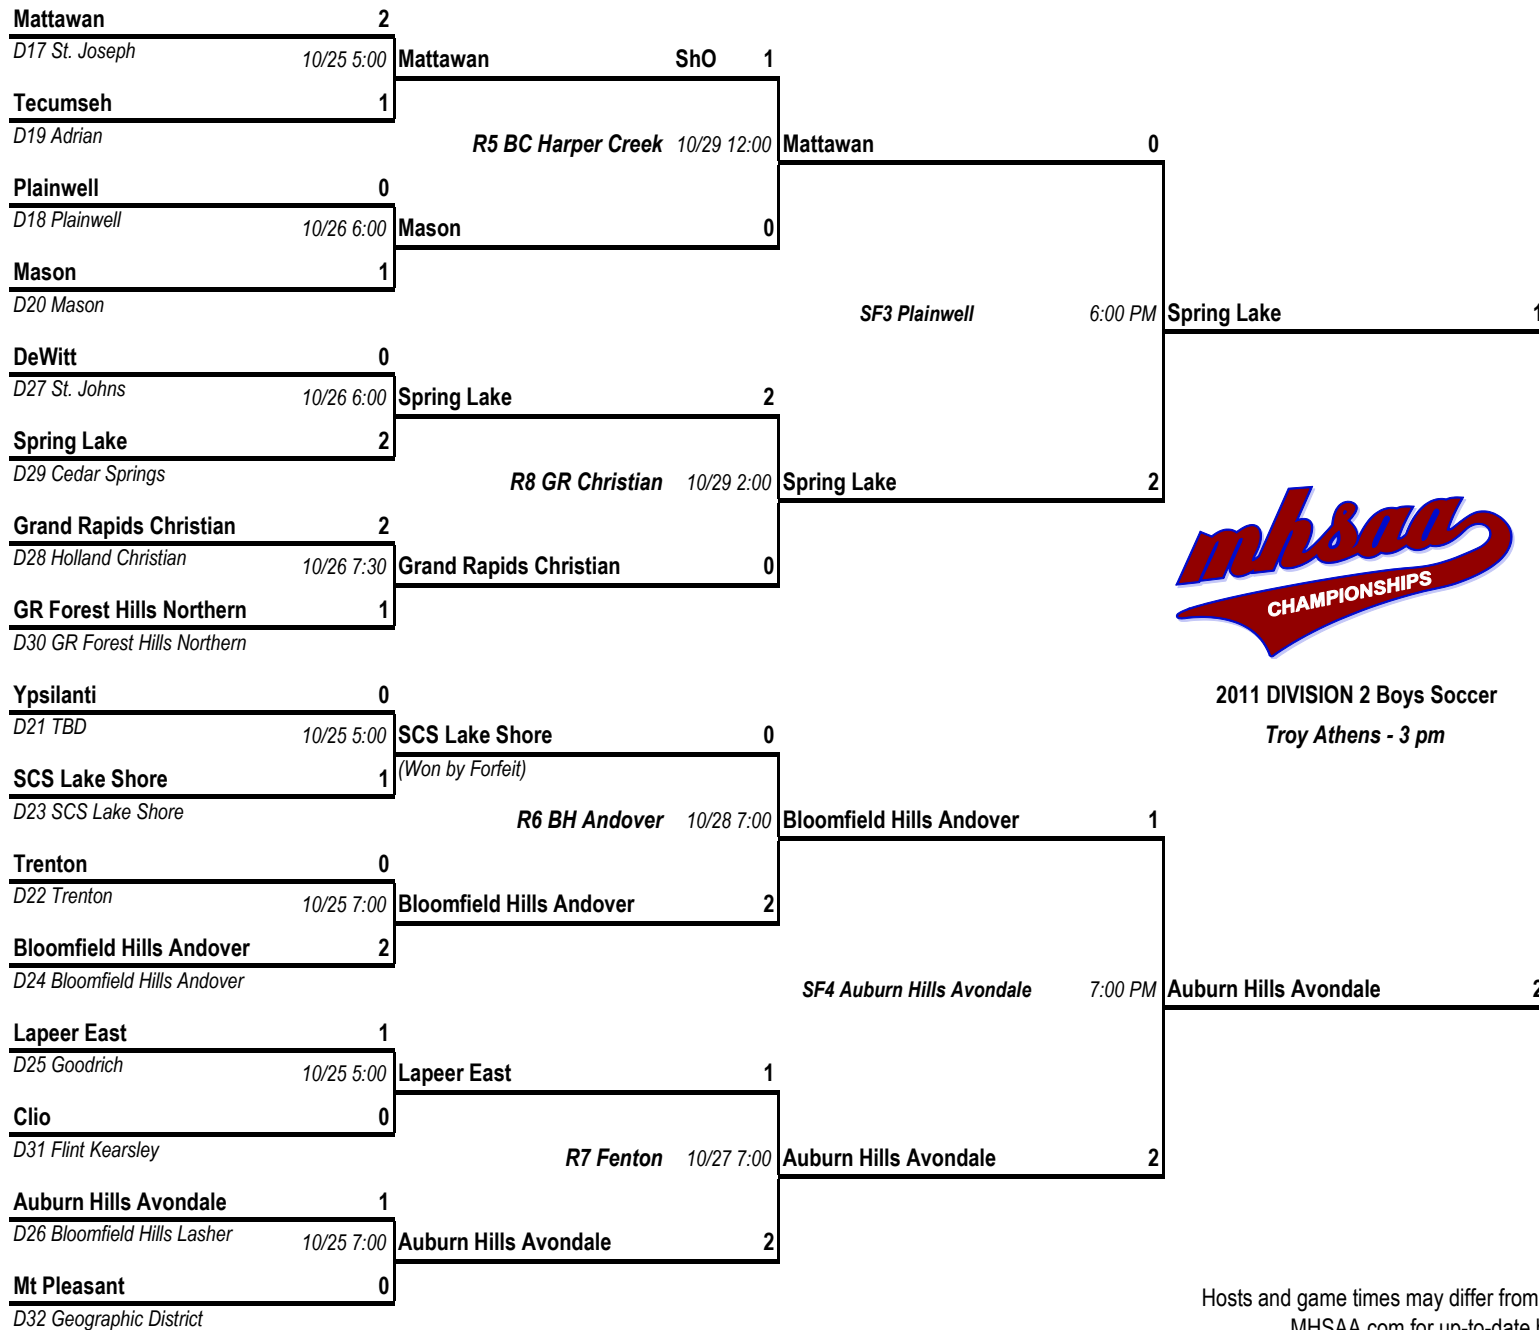 Mattawan 2
D17 St. Joseph
10/25 5:00 Mattawan ShO 1
Tecumseh 1
D19 Adrian
R5 BC Harper Creek 10/29 12:00 Mattawan 0
Plainwell 0
D18 Plainwell
10/26 6:00 Mason 0
Mason 1
D20 Mason
SF3 Plainwell 6:00 PM Spring Lake 1
DeWitt 0
D27 St. Johns
10/26 6:00 Spring Lake 2
Spring Lake 2
D29 Cedar Springs
R8 GR Christian 10/29 2:00 Spring Lake 2
Grand Rapids Christian 2
D28 Holland Christian
10/26 7:30 Grand Rapids Christian 0
GR Forest Hills Northern 1
D30 GR Forest Hills Northern
mhsaa
CHAMPIONSHIPS
2011 DIVISION 2 Boys Soccer
Troy Athens - 3 pm
Ypsilanti 0
D21 TBD
10/25 5:00 SCS Lake Shore 0
(Won by Forfeit)
SCS Lake Shore 1
D23 SCS Lake Shore
R6 BH Andover 10/28 7:00 Bloomfield Hills Andover 1
Trenton 0
D22 Trenton
10/25 7:00 Bloomfield Hills Andover 2
Bloomfield Hills Andover 2
D24 Bloomfield Hills Andover
SF4 Auburn Hills Avondale 7:00 PM Auburn Hills Avondale 2
Lapeer East 1
D25 Goodrich
10/25 5:00 Lapeer East 1
Clio 0
D31 Flint Kearsley
R7 Fenton 10/27 7:00 Auburn Hills Avondale 2
Auburn Hills Avondale 1
D26 Bloomfield Hills Lasher
10/25 7:00 Auburn Hills Avondale 2
Mt Pleasant 0
D32 Geographic District
Hosts and game times may differ from
MHSAA.com for up-to-date